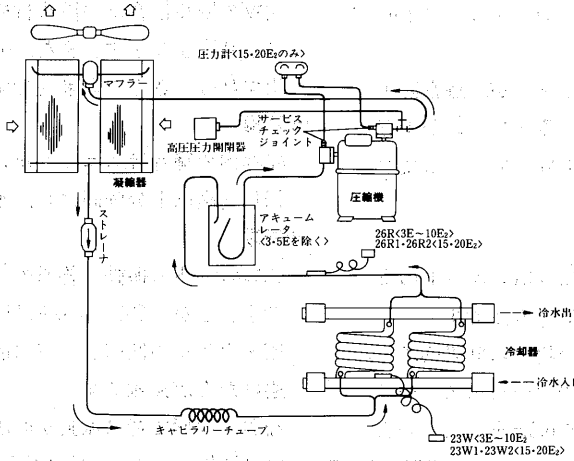 圧力計<15・20E₂のみ>
マフラー
サービス
チェック
ジョイント
高圧圧力開閉器
凝縮器
圧縮機
アキューム
レータ
<3・5Eを除く>
ストレーナ
26R<3E～10E₂>
26R1・26R2<15・20E₂>
冷水出
冷却器
冷水入口
キャピラリーチューブ
23W<3E～10E₂
23W1・23W2<15・20E₂>